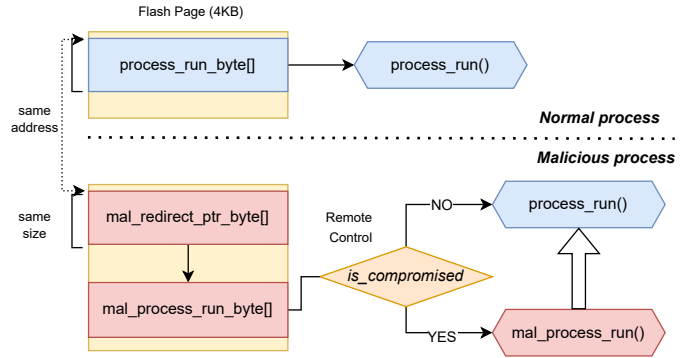 Flash Page (4KB)
process_run_byte[]
process_run()
same
address
Normal process
Malicious process
same
size
mal_redirect_ptr_byte[]
Remote
Control
NO
process_run()
is_compromised
mal_process_run_byte[]
YES
mal_process_run()